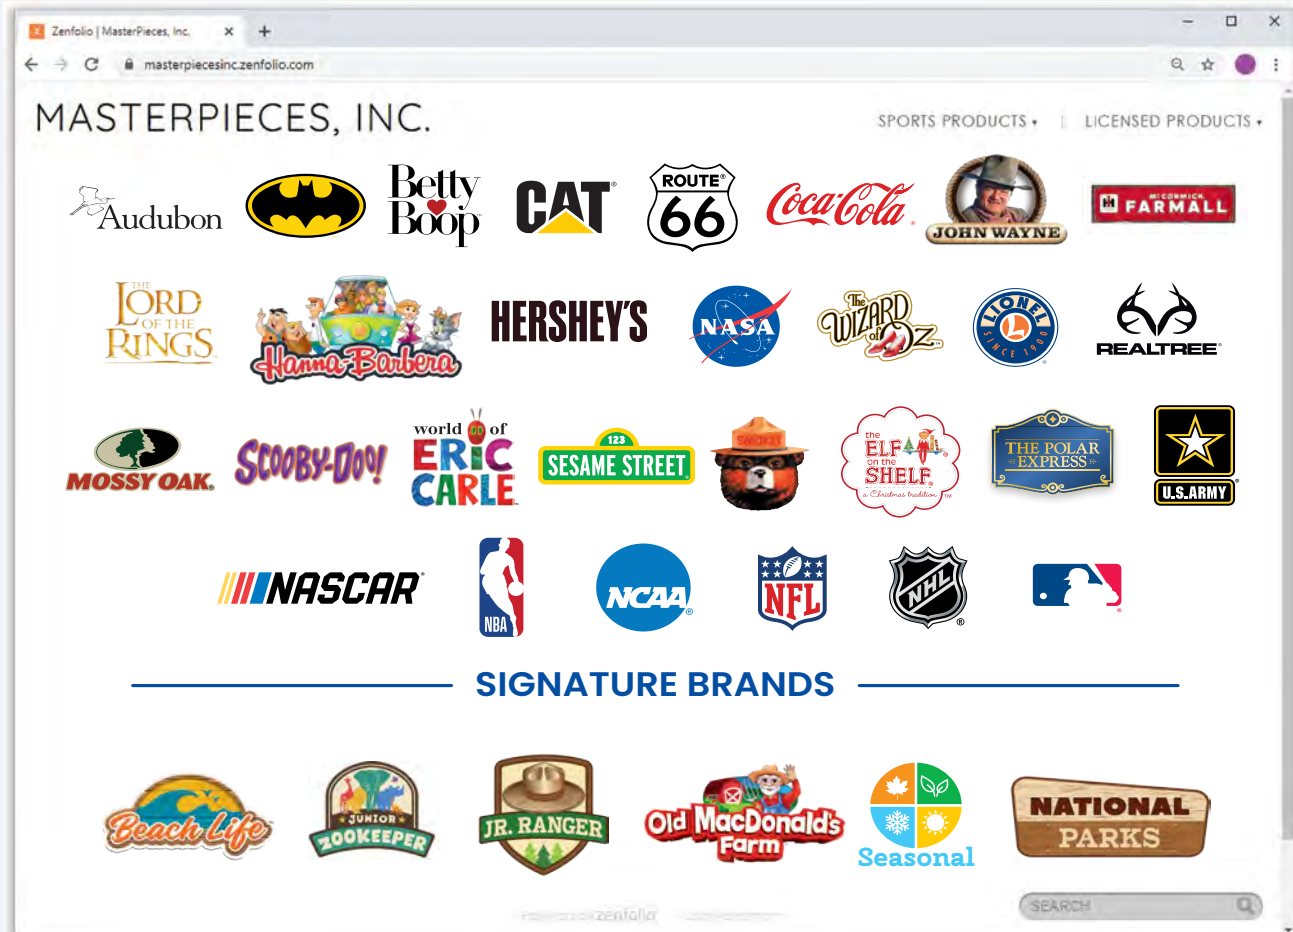 Zenfolio | MasterPieces, Inc.
masterpiecesinc.zenfolio.com
MASTERPIECES, INC.
SPORTS PRODUCTS
LICENSED PRODUCTS
Audubon
Betty
Boop
CAT
ROUTE
66
Coca-Cola
JOHN WAYNE
McCORMICK
FARMALL
THE
LORD
OF THE
RINGS
Hanna-Barbera
HERSHEY'S
NASA
The
WIZARD
of OZ
LIONEL
SINCE 1900
REALTREE
MOSSY OAK
SCOOBY-DOO!
world of
ERIC
CARLE
123
SESAME STREET
SMOKEY
the
ELF
on the
SHELF
a Christmas tradition
THE POLAR
EXPRESS
U.S.ARMY
NASCAR
NBA
NCAA
NFL
NHL
SIGNATURE BRANDS
Beach Life
JUNIOR
ZOOKEEPER
JR. RANGER
Old MacDonald's
Farm
Seasonal
NATIONAL
PARKS
SEARCH
zenfolio